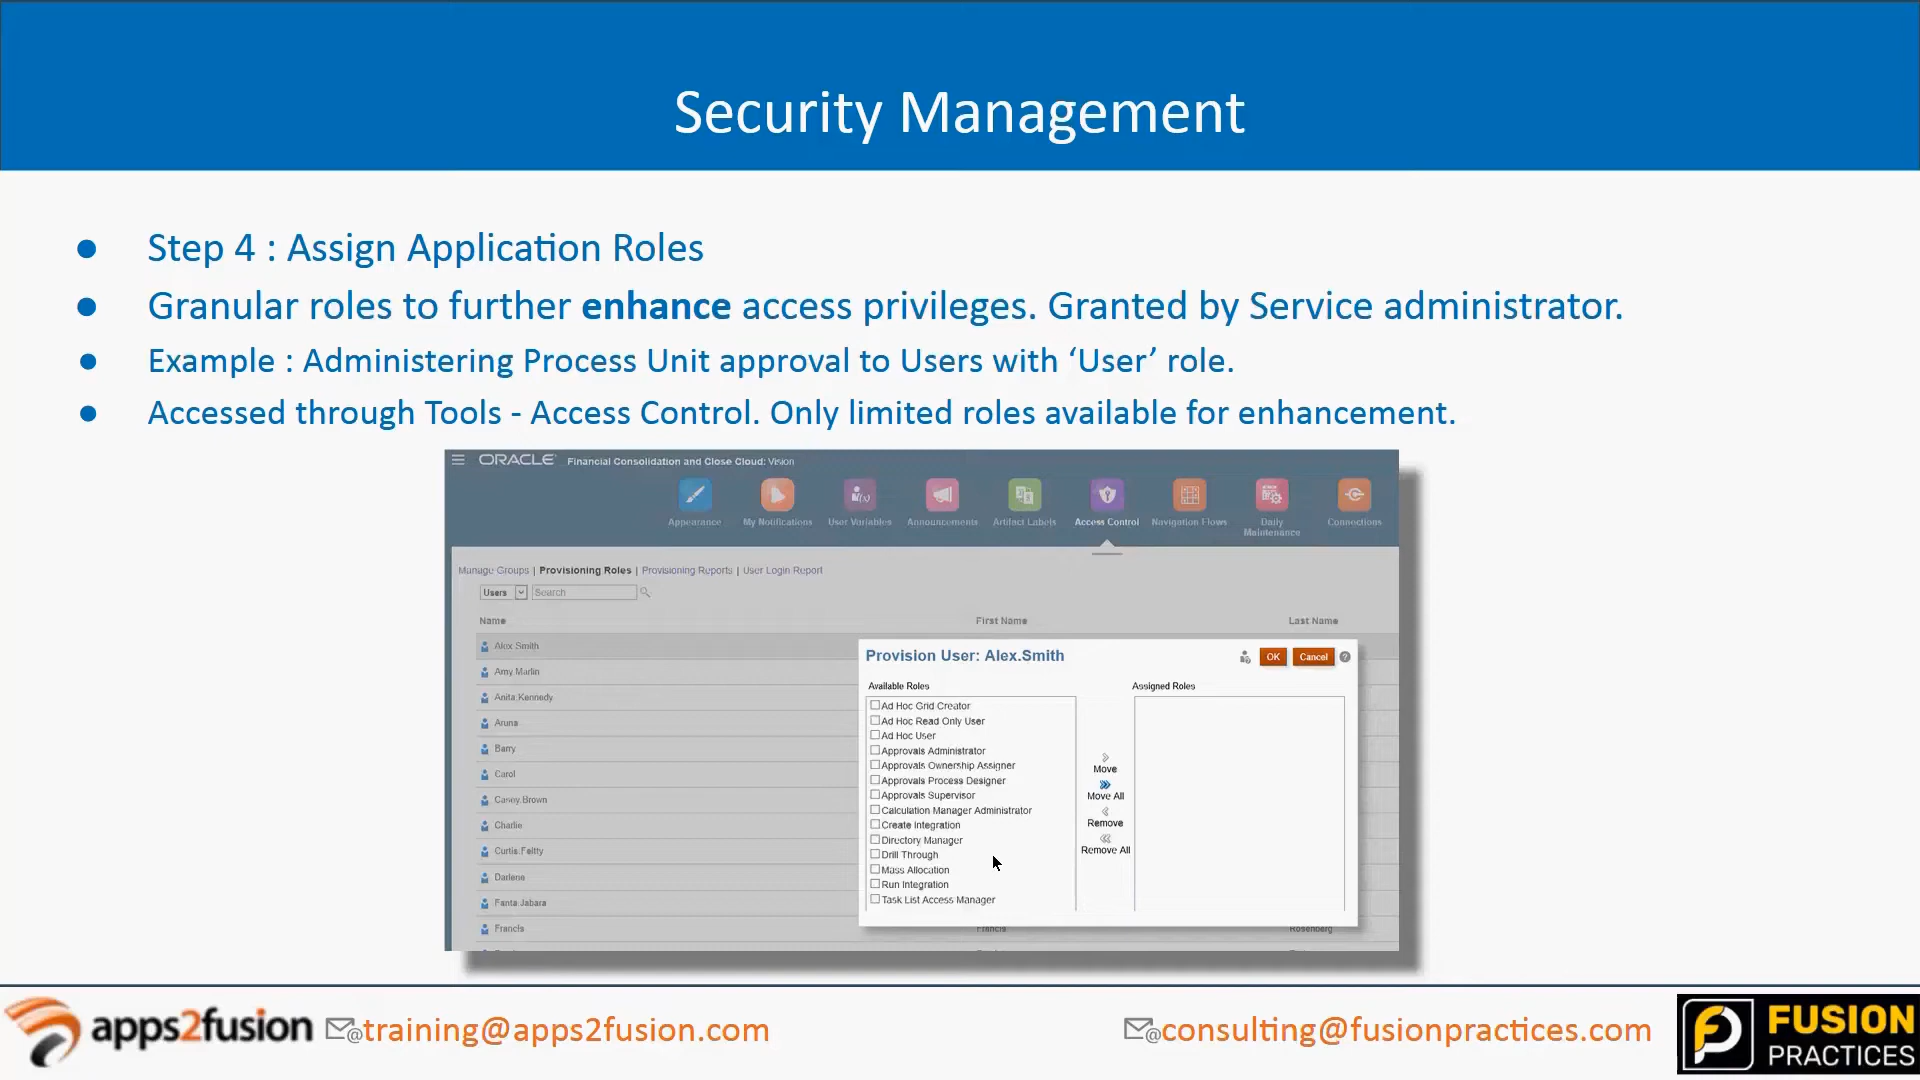 Security Management
Step 4 : Assign Application Roles
Granular roles to further enhance access privileges. Granted by Service administrator.
Example : Administering Process Unit approval to Users with ‘User’ role.
Accessed through Tools - Access Control. Only limited roles available for enhancement.
ORACLE Financial Consolidation and Close Cloud: Vision
Appearance My Notifications User Variables Announcements Artifact Labels Access Control Navigation Flows Daily Maintenance Connections
Manage Groups | Provisioning Roles | Provisioning Reports | User Login Report
Users Search
Name First Name Last Name
Alex Smith
Amy Marlin
Anita.Kennedy
Aruna
Barry
Carol
Casey.Brown
Charlie
Curtis.Feltty
Darlene
Fanta.Jabara
Francis Francis Rosenberg
Provision User: Alex.Smith OK Cancel ?
Available Roles
Ad Hoc Grid Creator
Ad Hoc Read Only User
Ad Hoc User
Approvals Administrator
Approvals Ownership Assigner
Approvals Process Designer
Approvals Supervisor
Calculation Manager Administrator
Create Integration
Directory Manager
Drill Through
Mass Allocation
Run Integration
Task List Access Manager
Move
Move All
Remove
Remove All
Assigned Roles
apps2fusion training@apps2fusion.com consulting@fusionpractices.com
FUSION
PRACTICES